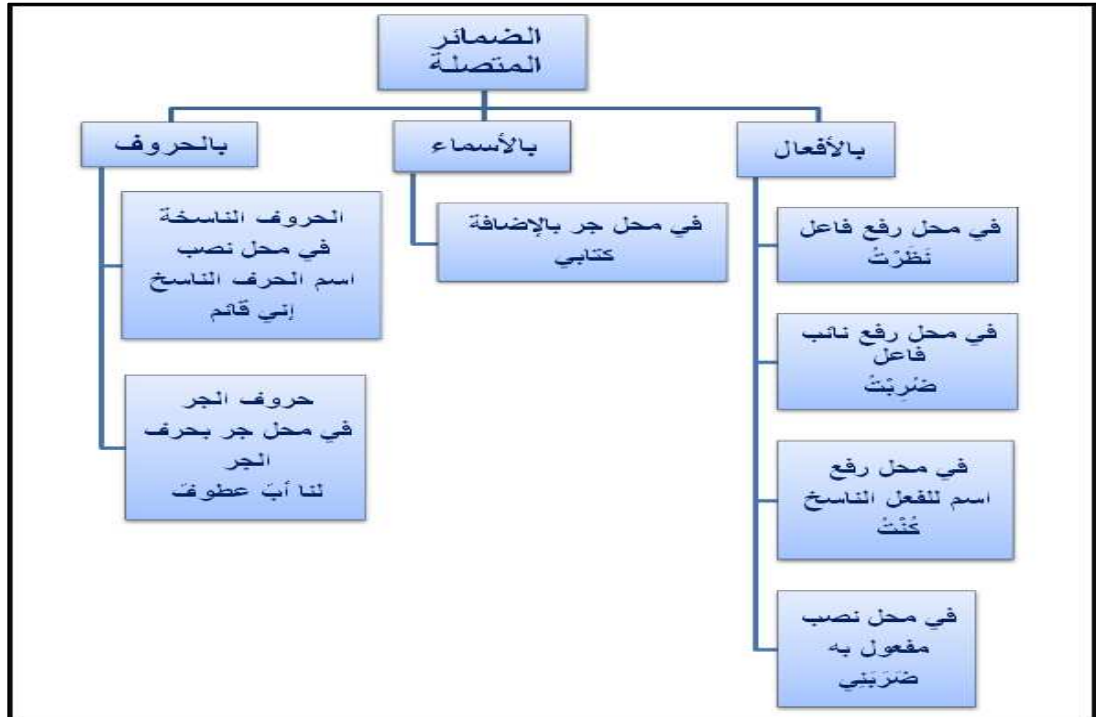 الضمائر
المتصلة
بالأفعال
في محل رفع فاعل
نَظَرْتُ
في محل رفع نائب
فاعل
ضُرِبْتُ
في محل رفع
اسم للفعل الناسخ
كُنْتُ
في محل نصب
مفعول به
ضَرَبَنِي
بالأسماء
في محل جر بالإضافة
كتابي
بالحروف
الحروف الناسخة
في محل نصب
اسم الحرف الناسخ
إني قائم
حروف الجر
في محل جر بحرف
الجر
لنا أبٌ عطوفٌ